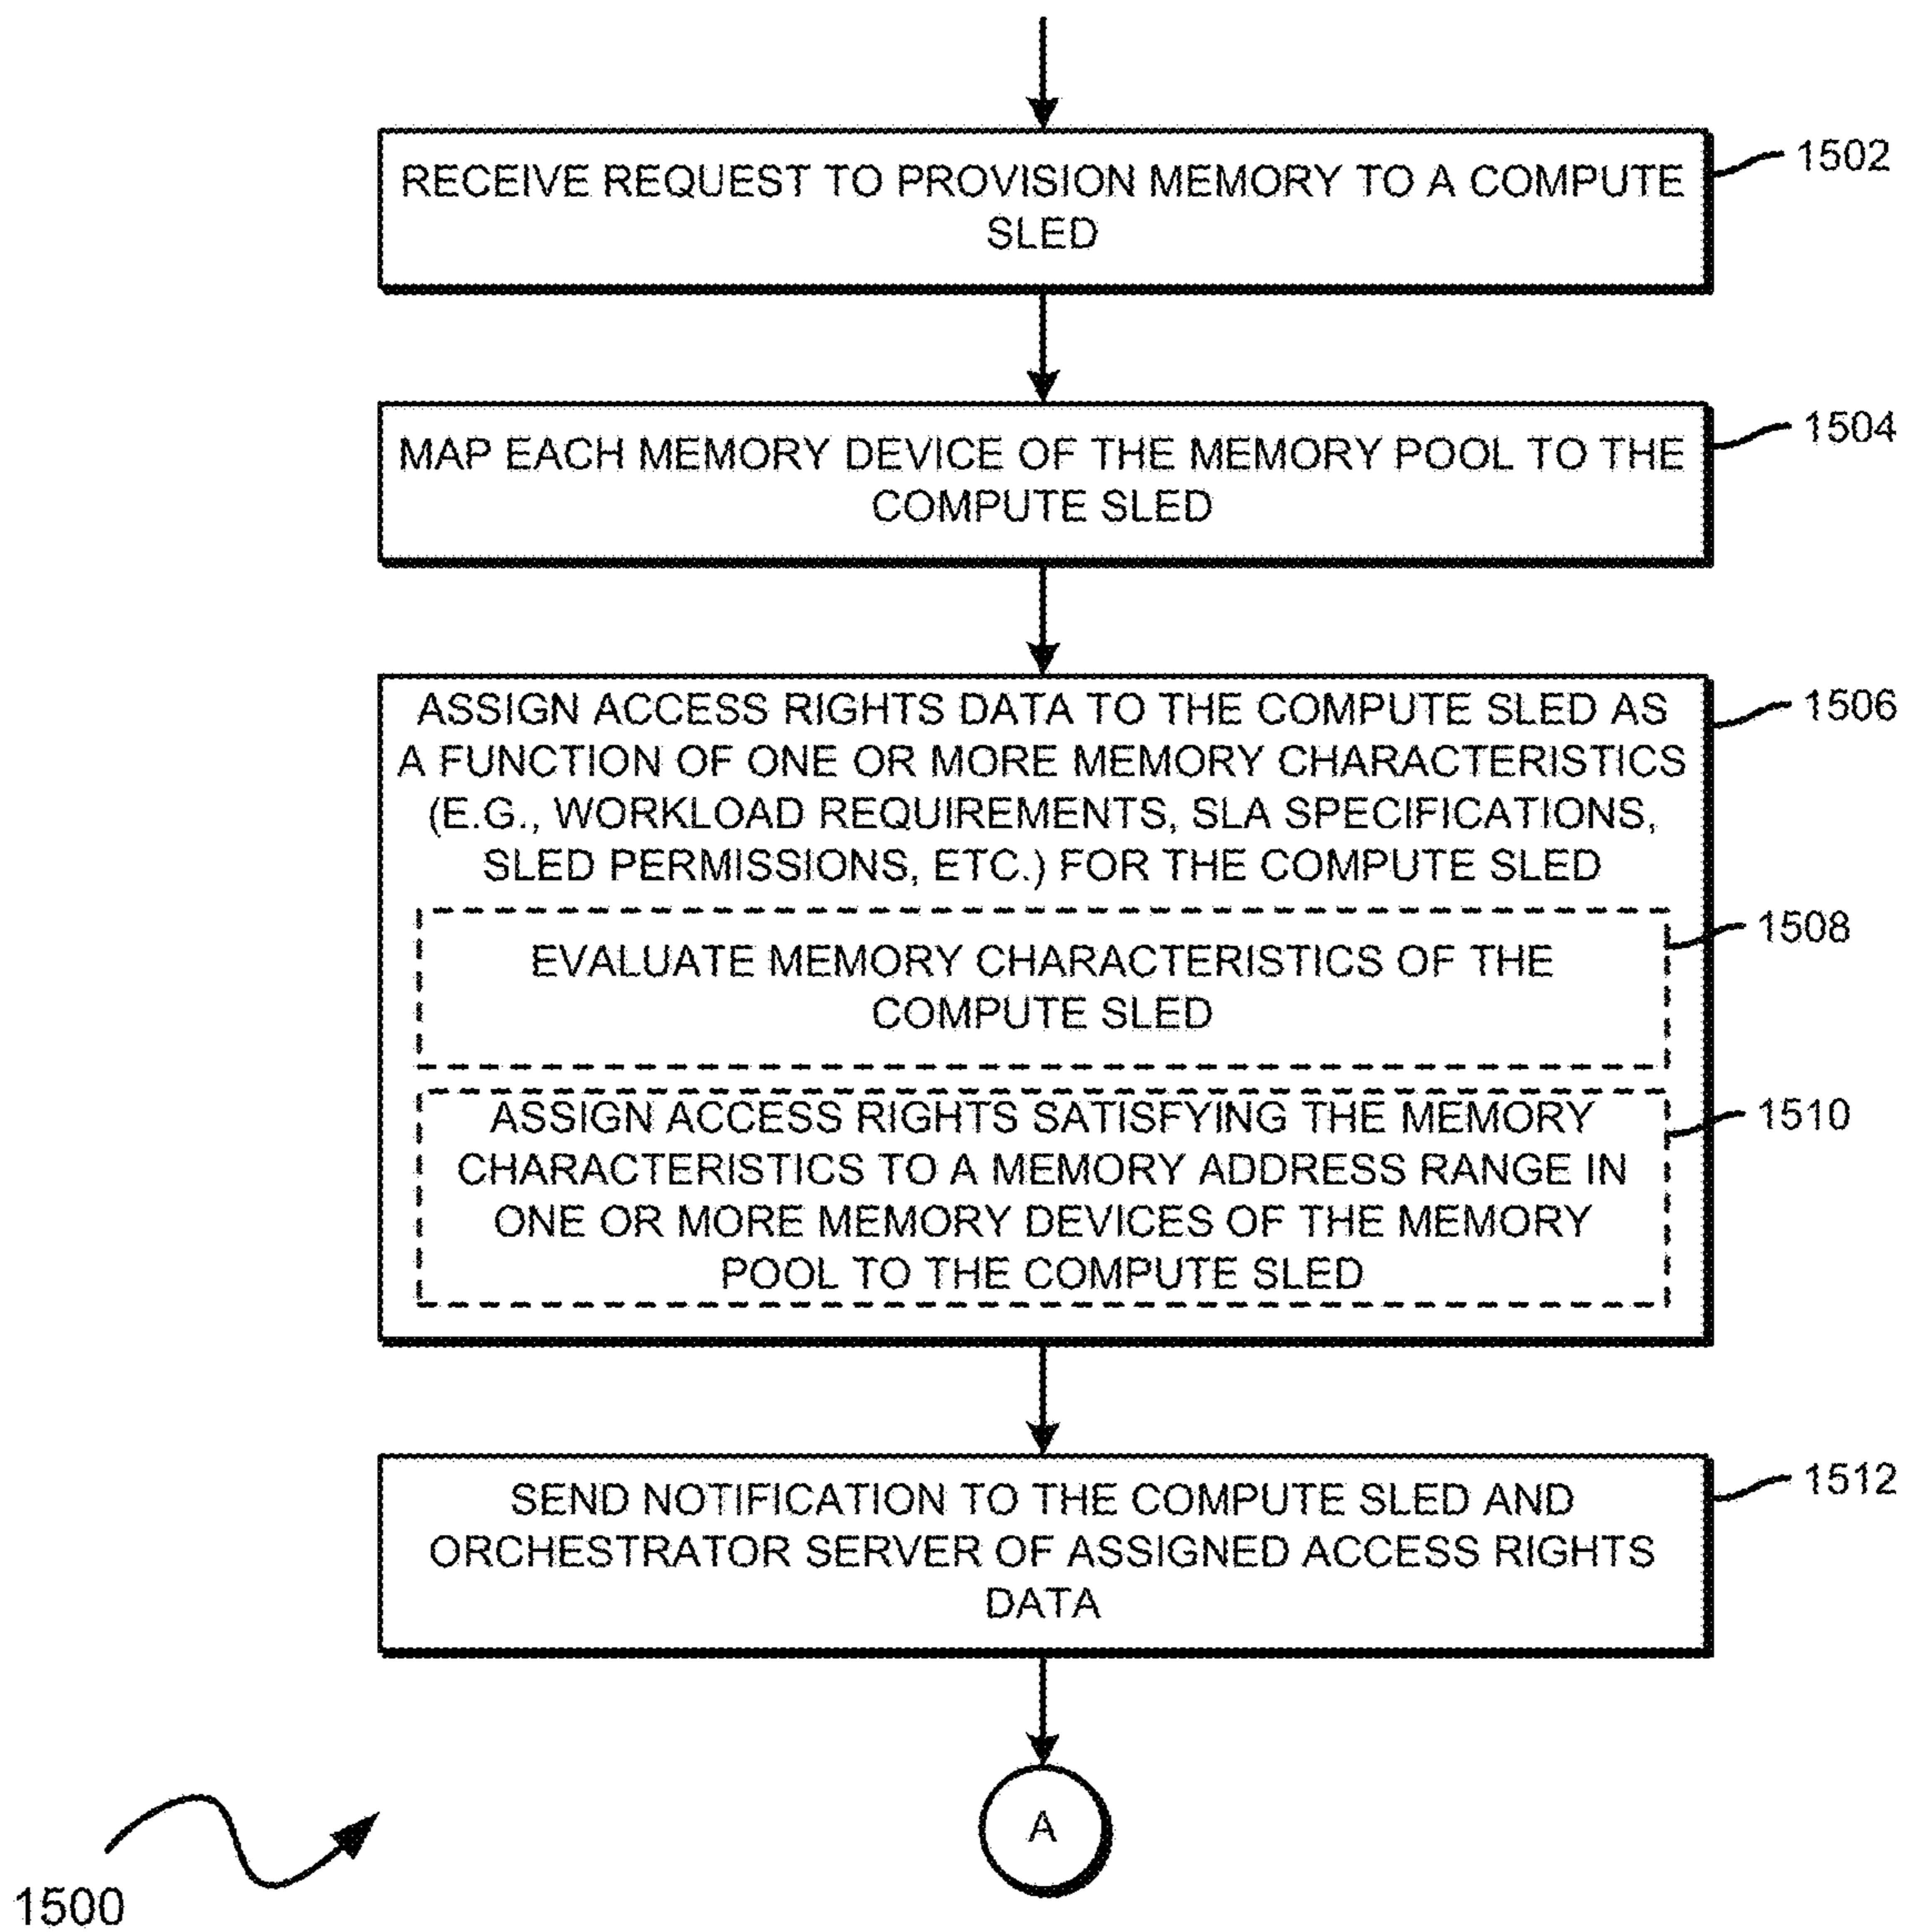 RECEIVE REQUEST TO PROVISION MEMORY TO A COMPUTE
SLED
1502
MAP EACH MEMORY DEVICE OF THE MEMORY POOL TO THE
COMPUTE SLED
1504
ASSIGN ACCESS RIGHTS DATA TO THE COMPUTE SLED AS
A FUNCTION OF ONE OR MORE MEMORY CHARACTERISTICS
(E.G., WORKLOAD REQUIREMENTS, SLA SPECIFICATIONS,
SLED PERMISSIONS, ETC.) FOR THE COMPUTE SLED
1506
EVALUATE MEMORY CHARACTERISTICS OF THE
COMPUTE SLED
1508
ASSIGN ACCESS RIGHTS SATISFYING THE MEMORY
CHARACTERISTICS TO A MEMORY ADDRESS RANGE IN
ONE OR MORE MEMORY DEVICES OF THE MEMORY
POOL TO THE COMPUTE SLED
1510
SEND NOTIFICATION TO THE COMPUTE SLED AND
ORCHESTRATOR SERVER OF ASSIGNED ACCESS RIGHTS
DATA
1512
A
1500